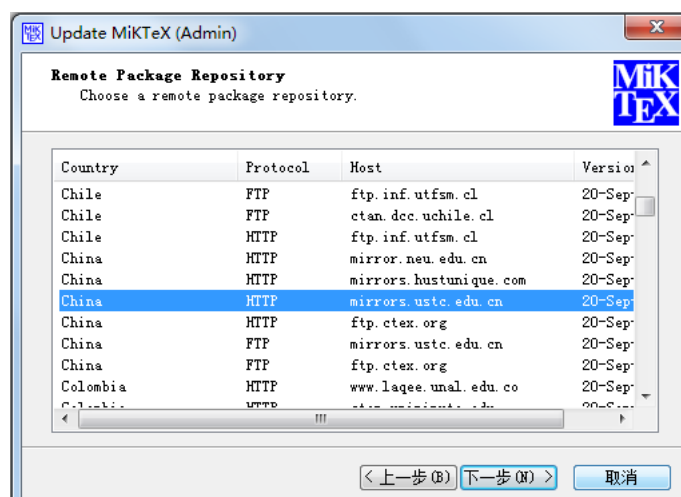 Update MiKTeX (Admin)
Remote Package Repository
Choose a remote package repository.
MiK
TEX
Country Protocol Host Version
Chile FTP ftp.inf.utfsm.cl 20-Sep-
Chile FTP ctan.dcc.uchile.cl 20-Sep-
Chile HTTP ftp.inf.utfsm.cl 20-Sep-
China HTTP mirror.neu.edu.cn 20-Sep-
China HTTP mirrors.hustunique.com 20-Sep-
China HTTP mirrors.ustc.edu.cn 20-Sep-
China HTTP ftp.ctex.org 20-Sep-
China FTP mirrors.ustc.edu.cn 20-Sep-
China FTP ftp.ctex.org 20-Sep-
Colombia HTTP www.laqee.unal.edu.co 20-Sep-
Colombia HTTP
< 上一步(B) 下一步(N) > 取消